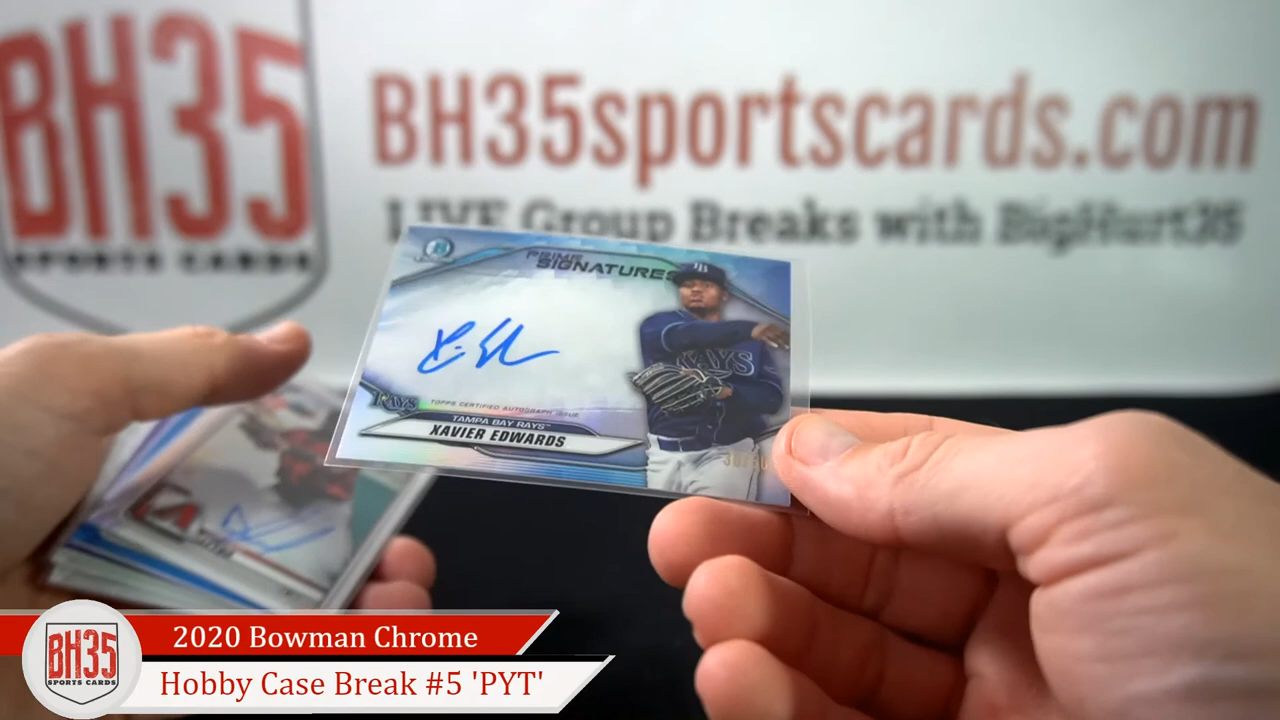 BH35
SPORTS CARDS
BH35sportscards.com
LIVE Group Breaks with BigHurt35
PRIME
SIGNATURES
RAYS
RAYS
TOPPS CERTIFIED AUTOGRAPH ISSUE
TAMPA BAY RAYS
XAVIER EDWARDS
BH35
SPORTS CARDS
2020 Bowman Chrome
Hobby Case Break #5 'PYT'